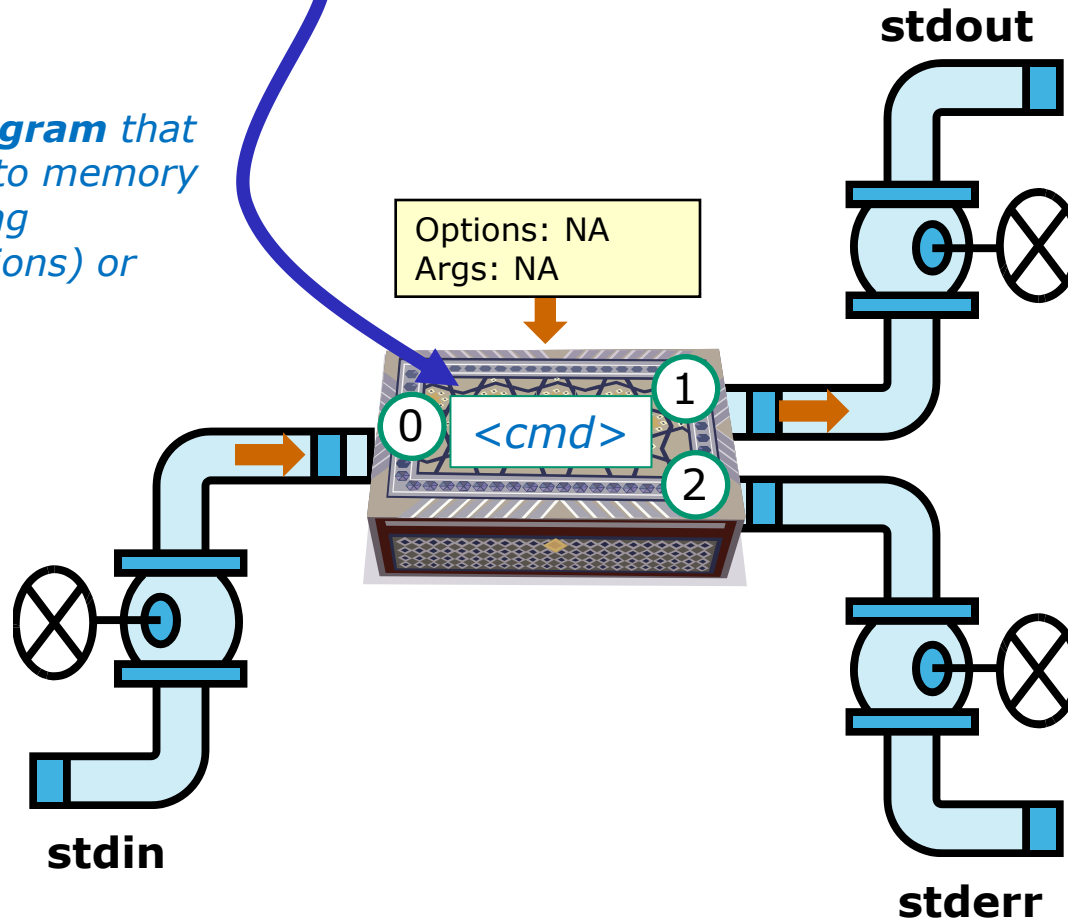 stdout
gram that
to memory
ng
ions) or
Options: NA
Args: NA
1
0
<cmd>
2
stdin
stderr